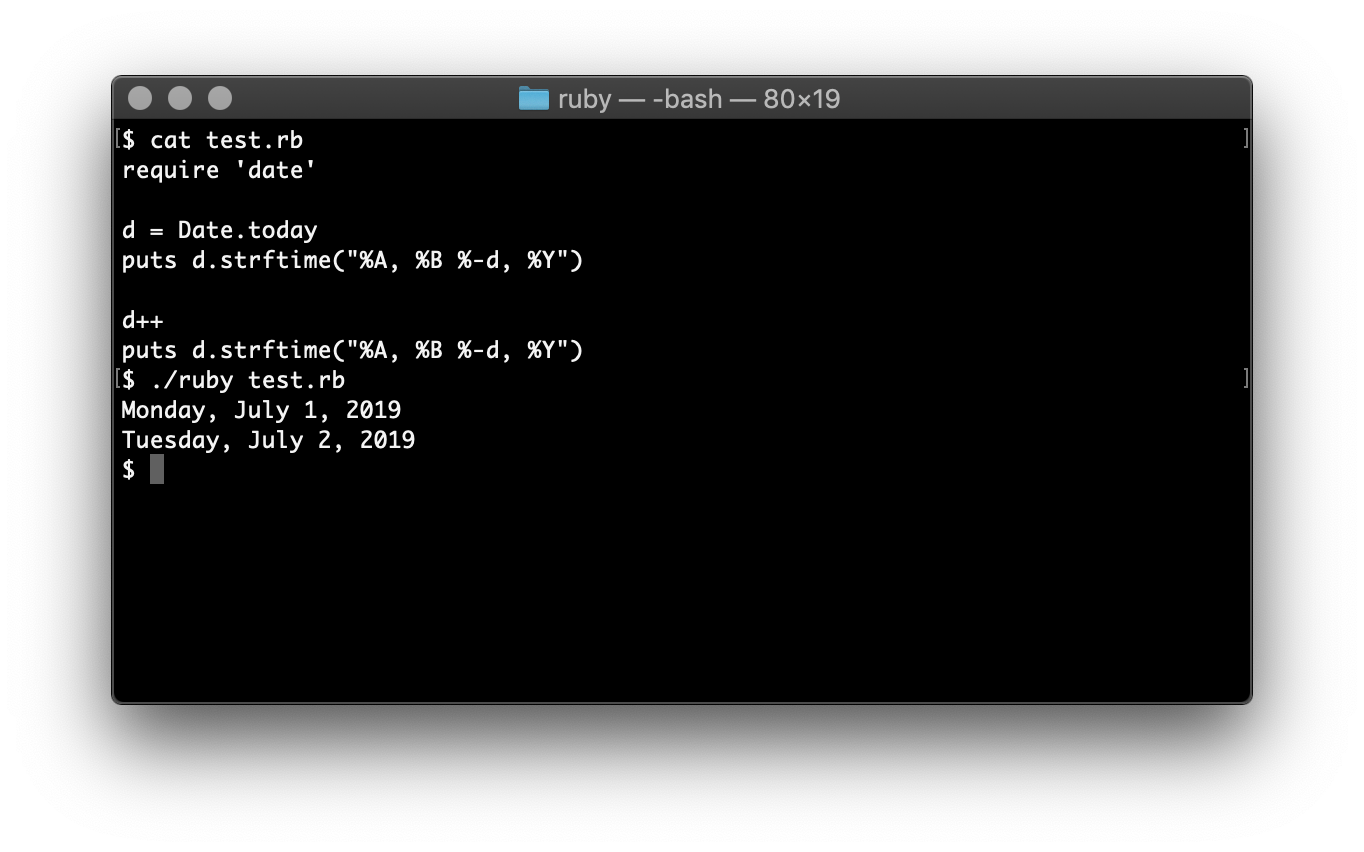 ruby — -bash — 80×19
$ cat test.rb
require 'date'
d = Date.today
puts d.strftime("%A, %B %-d, %Y")
d++
puts d.strftime("%A, %B %-d, %Y")
$ ./ruby test.rb
Monday, July 1, 2019
Tuesday, July 2, 2019
$